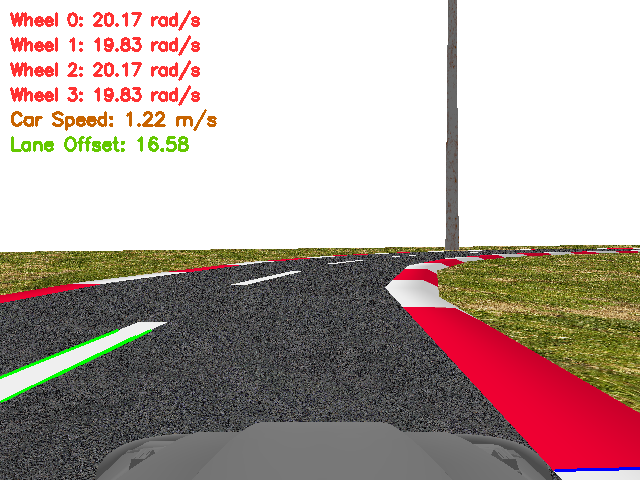 Wheel 0: 20.17 rad/s
Wheel 1: 19.83 rad/s
Wheel 2: 20.17 rad/s
Wheel 3: 19.83 rad/s
Car Speed: 1.22 m/s
Lane Offset: 16.58